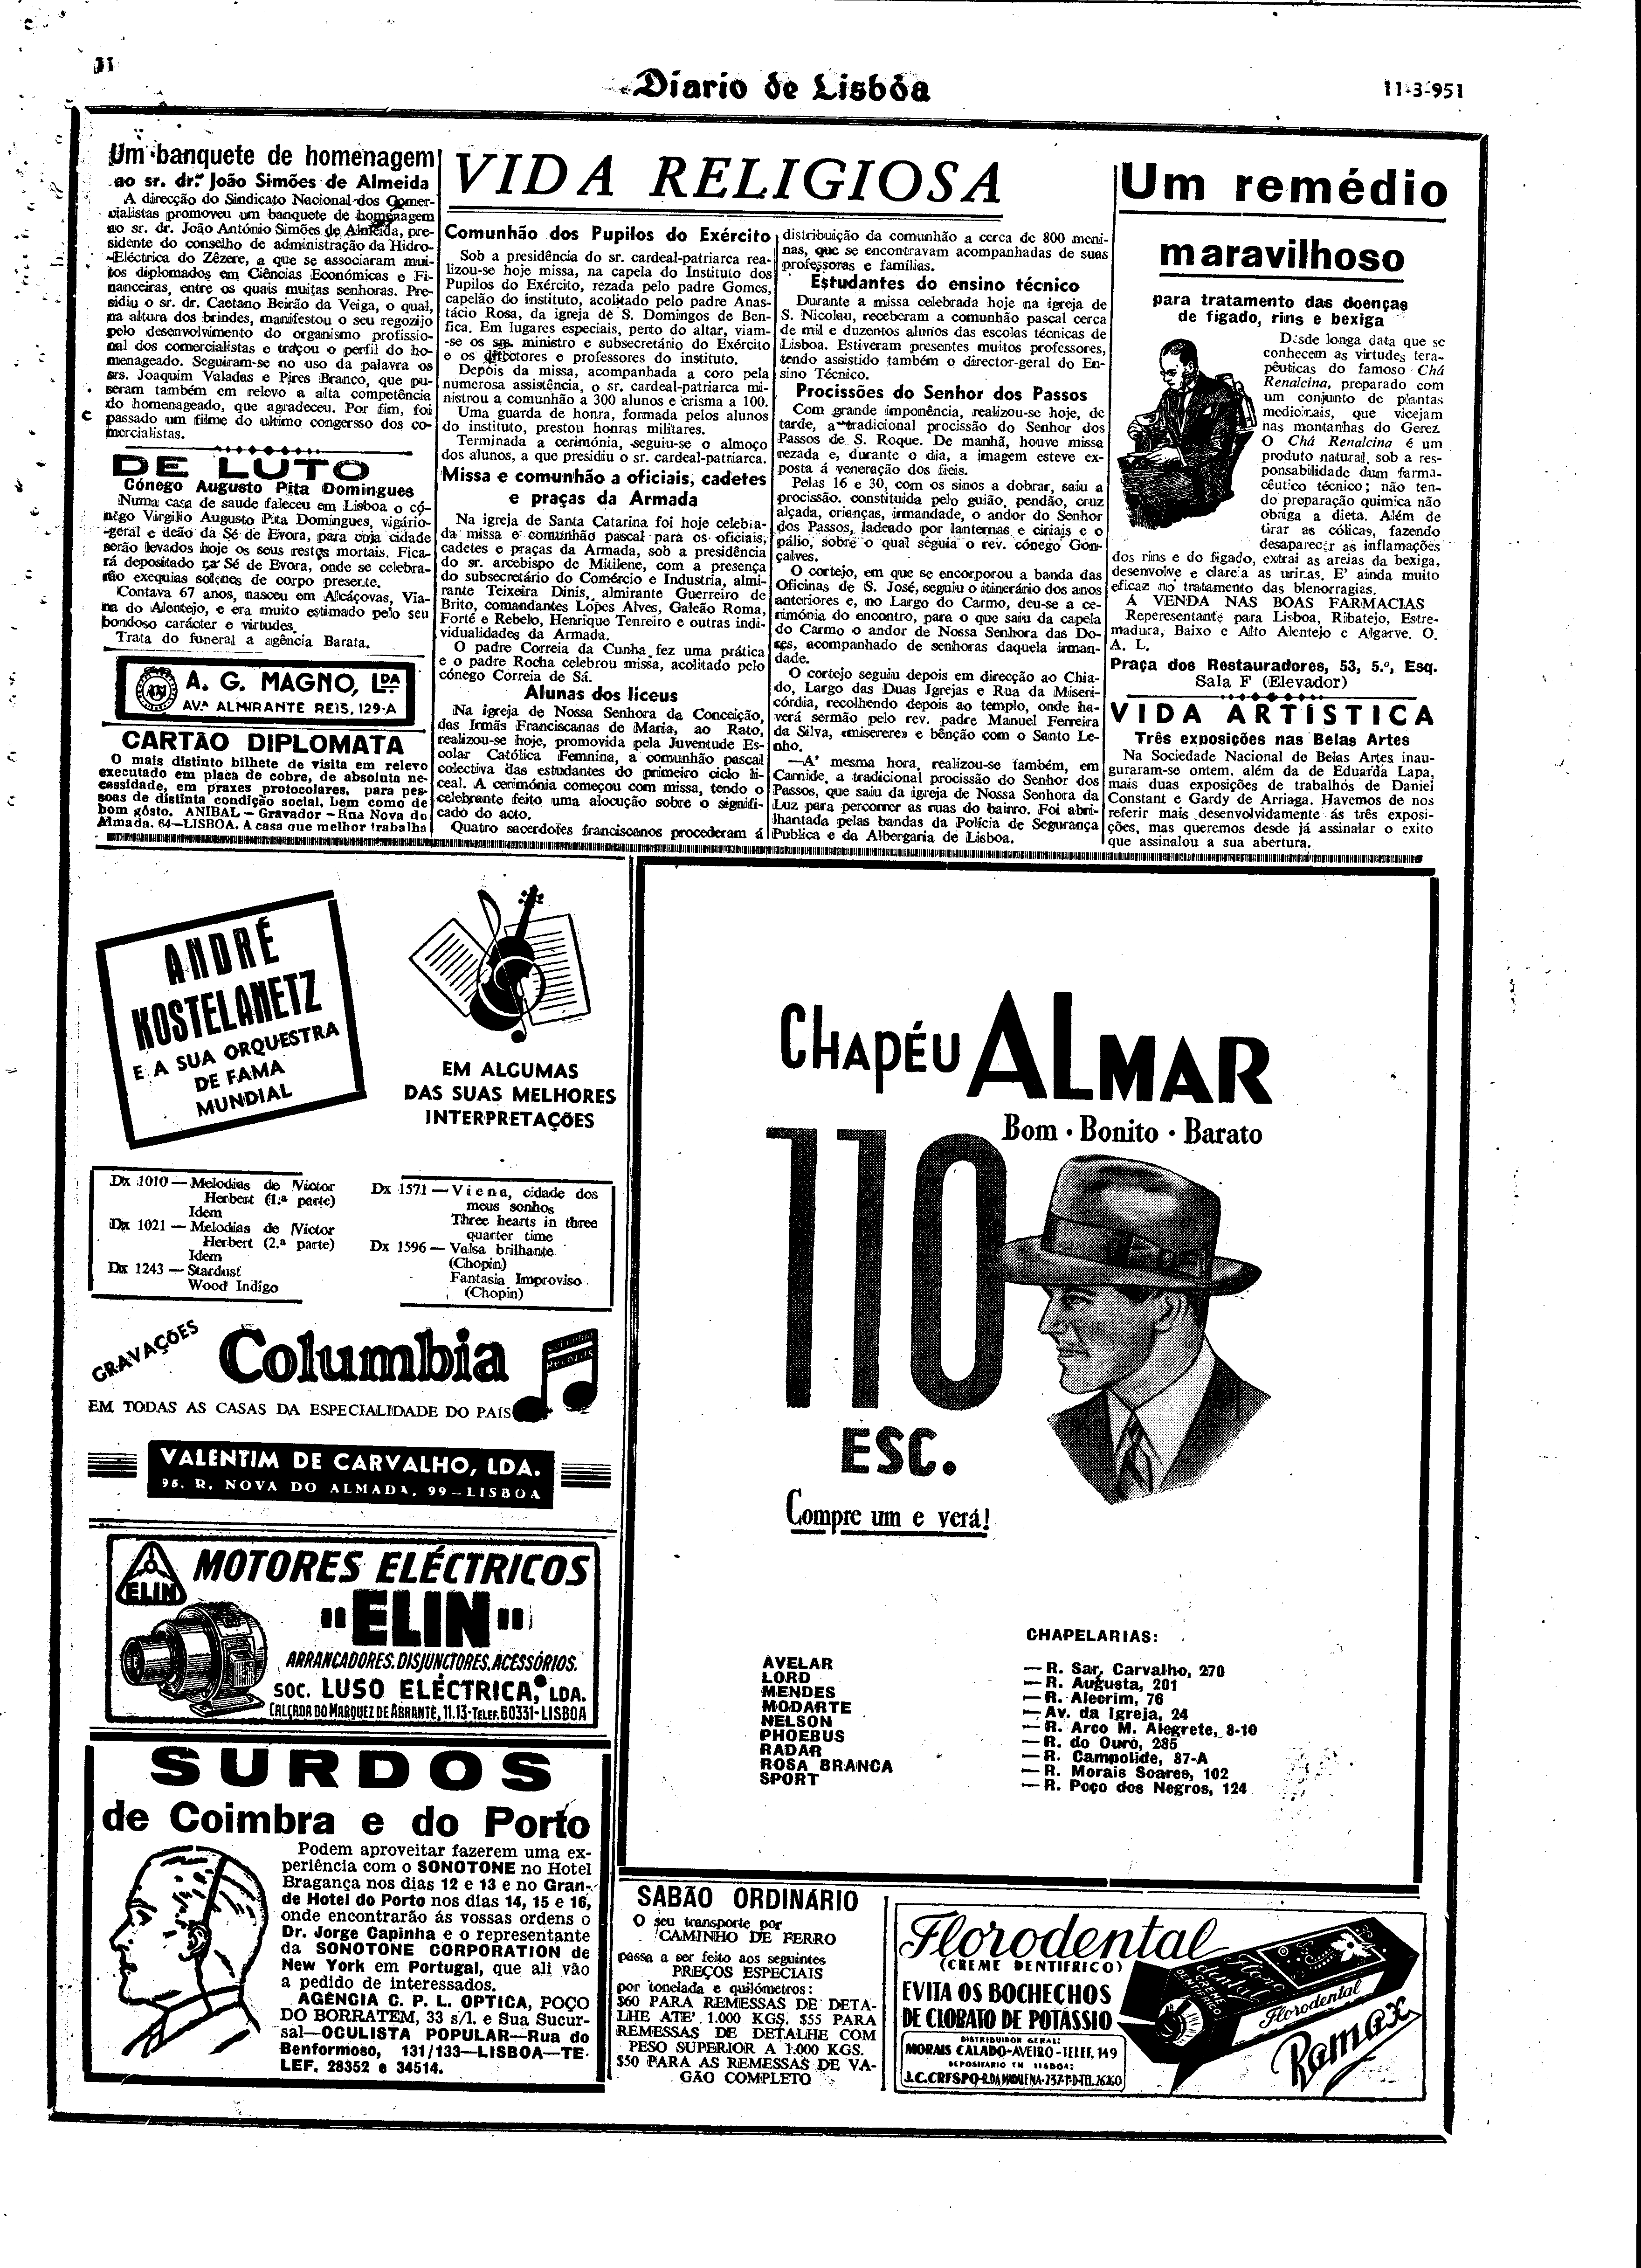 11
Diario de Lisbôa
11-3-951
Um banquete de homenagem
ao sr. dr. João Simões de Almeida
A direcção do Sindicato Nacional dos Comer-
cialistas promoveu um banquete de homenagem
ao sr. dr. João António Simões de Almeida, pre-
sidente do conselho de administração da Hidro-
-Eléctrica do Zêzere, a que se associaram mui-
tos diplomados em Ciências Económicas e Fi-
nanceiras, entre os quais muitas senhoras. Pre-
sidiu o sr. dr. Caetano Beirão da Veiga, o qual,
na altura dos brindes, manifestou o seu regozijo
pelo desenvolvimento do organismo profissio-
nal dos comercialistas e traçou o perfil do ho-
menageado. Seguiram-se no uso da palavra os
srs. Joaquim Valadas e Pires Branco, que pu-
seram também em relevo a alta competência
do homenageado, que agradeceu. Por fim, foi
passado um filme do ultimo congersso dos co-
mercialistas.
DE LUTO
Cónego Augusto Pita Domingues
Numa casa de saude faleceu em Lisboa o có-
nego Virgilio Augusto Pita Domingues, vigário-
-geral e deão da Sé de Evora, para cuja cidade
serão levados hoje os seus restos mortais. Fica-
rá depositado na Sé de Evora, onde se celebra-
rão exequias solenes de corpo presente.
Contava 67 anos, nasceu em Alcáçovas, Via-
na do Alentejo, e era muito estimado pelo seu
bondoso carácter e virtudes.
Trata do funeral a agência Barata.
A. G. MAGNO, LDA
AV.ª ALMIRANTE REIS, 129-A
CARTÃO DIPLOMATA
O mais distinto bilhete de visita em relevo
executado em placa de cobre, de absoluta ne-
cessidade, em praxes protocolares, para pes-
soas de distinta condição social, bem como de
bom gôsto. ANIBAL — Gravador — Rua Nova do
Almada. 64—LISBOA. A casa que melhor trabalha
VIDA RELIGIOSA
Comunhão dos Pupilos do Exército
Sob a presidência do sr. cardeal-patriarca rea-
lizou-se hoje missa, na capela do Instituto dos
Pupilos do Exército, rezada pelo padre Gomes,
capelão do instituto, acolitado pelo padre Anas-
tácio Rosa, da igreja de S. Domingos de Ben-
fica. Em lugares especiais, perto do altar, viam-
-se os srs. ministro e subsecretário do Exército
e os directores e professores do instituto.
Depois da missa, acompanhada a coro pela
numerosa assistência, o sr. cardeal-patriarca mi-
nistrou a comunhão a 300 alunos e crisma a 100.
Uma guarda de honra, formada pelos alunos
do instituto, prestou honras militares.
Terminada a cerimónia, seguiu-se o almoço
dos alunos, a que presidiu o sr. cardeal-patriarca.
Missa e comunhão a oficiais, cadetes
e praças da Armada
Na igreja de Santa Catarina foi hoje celebra-
da missa e comunhão pascal para os oficiais,
cadetes e praças da Armada, sob a presidência
do sr. arcebispo de Mitilene, com a presença
do subsecretário do Comércio e Industria, almi-
rante Teixeira Dinis, almirante Guerreiro de
Brito, comandantes Lopes Alves, Galeão Roma,
Forté e Rebelo, Henrique Tenreiro e outras indi-
vidualidades da Armada.
O padre Correia da Cunha fez uma prática
e o padre Rocha celebrou missa, acolitado pelo
cónego Correia de Sá.
Alunas dos liceus
Na igreja de Nossa Senhora da Conceição,
das Irmãs Franciscanas de Maria, ao Rato,
realizou-se hoje, promovida pela Juventude Es-
colar Católica Feminina, a comunhão pascal
colectiva das estudantes do primeiro ciclo li-
ceal. A cerimónia começou com missa, tendo o
celebrante feito uma alocução sobre o signifi-
cado do acto.
Quatro sacerdotes franciscanos procederam á
distribuição da comunhão a cerca de 800 meni-
nas, que se encontravam acompanhadas de suas
professoras e famílias.
Estudantes do ensino técnico
Durante a missa celebrada hoje na igreja de
S. Nicolau, receberam a comunhão pascal cerca
de mil e duzentos alunos das escolas técnicas de
Lisboa. Estiveram presentes muitos professores,
tendo assistido também o director-geral do En-
sino Técnico.
Procissões do Senhor dos Passos
Com grande imponência, realizou-se hoje, de
tarde, a tradicional procissão do Senhor dos
Passos de S. Roque. De manhã, houve missa
rezada e, durante o dia, a imagem esteve ex-
posta á veneração dos fieis.
Pelas 16 e 30, com os sinos a dobrar, saiu a
procissão. constituida pelo guião, pendão, cruz
alçada, crianças, irmandade, o andor do Senhor
dos Passos, ladeado por lanternas e ciriais e o
pálio, sobre o qual seguia o rev. cónego Gon-
çalves.
O cortejo, em que se encorporou a banda das
Oficinas de S. José, seguiu o itinerário dos anos
anteriores e, no Largo do Carmo, deu-se a ce-
rimónia do encontro, para o que saiu da capela
do Carmo o andor de Nossa Senhora das Do-
res, acompanhado de senhoras daquela irman-
dade.
O cortejo seguiu depois em direcção ao Chia-
do, Largo das Duas Igrejas e Rua da Miseri-
córdia, recolhendo depois ao templo, onde ha-
verá sermão pelo rev. padre Manuel Ferreira
da Silva, «miserere» e bênção com o Santo Le-
nho.
—A' mesma hora, realizou-se também, em
Carnide, a tradicional procissão do Senhor dos
Passos, que saiu da igreja de Nossa Senhora da
Luz para percorrer as ruas do bairro. Foi abri-
lhantada pelas bandas da Polícia de Segurança
Publica e da Albergaria de Lisboa.
Um remédio
maravilhoso
para tratamento das doenças
de figado, rins e bexiga
Desde longa data que se
conhecem as virtudes tera-
pêuticas do famoso Chá
Renalcina, preparado com
um conjunto de plantas
medicinais, que vicejam
nas montanhas do Gerez
O Chá Renalcina é um
produto natural, sob a res-
ponsabilidade dum farma-
cêutico técnico; não ten-
do preparação quimica não
obriga a dieta. Além de
tirar as cólicas, fazendo
desaparecer as inflamações
dos rins e do figado, extrai as areias da bexiga,
desenvolve e clareia as urinas. E' ainda muito
eficaz no tratamento das blenorragias.
Á VENDA NAS BOAS FARMACIAS
Reperesentante para Lisboa, Ribatejo, Estre-
madura, Baixo e Alto Alentejo e Algarve. O.
A. L.
Praça dos Restauradores, 53, 5.º, Esq.
Sala F (Elevador)
VIDA ARTÍSTICA
Três exposições nas Belas Artes
Na Sociedade Nacional de Belas Artes inau-
guraram-se ontem. além da de Eduarda Lapa,
mais duas exposições de trabalhos de Daniel
Constant e Gardy de Arriaga. Havemos de nos
referir mais desenvolvidamente ás três exposi-
ções, mas queremos desde já assinalar o exito
que assinalou a sua abertura.
ANDRÉ
KOSTELANETZ
E A SUA ORQUESTRA
DE FAMA
MUNDIAL
EM ALGUMAS
DAS SUAS MELHORES
INTERPRETAÇÕES
Dx 1010 — Melodias de Victor
Herbert (1.ª parte)
Idem
Dx 1021 — Melodias de Victor
Herbert (2.ª parte)
Idem
Dx 1243 — Stardust
Wood Indigo
Dx 1571 — Viena, cidade dos
meus sonhos
Three hearts in three
quarter time
Dx 1596 — Valsa brilhante
(Chopin)
Fantasia Improviso
(Chopin)
GRAVAÇÕES
Columbia
EM TODAS AS CASAS DA ESPECIALIDADE DO PAÍS
VALENTIM DE CARVALHO, LDA.
95. R. NOVA DO ALMADA, 99 – LISBOA
CHAPÉU ALMAR
Bom · Bonito · Barato
110
ESC.
Compre um e verá!
CHAPELARIAS:
AVELAR — R. Sar. Carvalho, 270
LORD — R. Augusta, 201
MENDES — R. Alecrim, 76
MODARTE — Av. da Igreja, 24
NELSON — R. Arco M. Alegrete, 8-10
PHOEBUS — R. do Ouro, 285
RADAR — R. Campolide, 87-A
ROSA BRANCA — R. Morais Soares, 102
SPORT — R. Poço dos Negros, 124
ELIN
MOTORES ELÉCTRICOS
"ELIN"
ARRANCADORES. DISJUNCTORES. ACESSÓRIOS.
SOC. LUSO ELÉCTRICA, LDA.
CALÇADA DO MARQUEZ DE ABRANTE, 11.13-TELEF. 60331-LISBOA
SURDOS
de Coimbra e do Porto
Podem aproveitar fazerem uma ex-
periência com o SONOTONE no Hotel
Bragança nos dias 12 e 13 e no Gran-
de Hotel do Porto nos dias 14, 15 e 16,
onde encontrarão ás vossas ordens o
Dr. Jorge Capinha e o representante
da SONOTONE CORPORATION de
New York em Portugal, que ali vão
a pedido de interessados.
AGÊNCIA C. P. L. OPTICA, POÇO
DO BORRATEM, 33 s/l. e Sua Sucur-
sal—OCULISTA POPULAR—Rua do
Benformoso, 131/133—LISBOA—TE-
LEF. 28352 e 34514.
SABÃO ORDINÁRIO
O seu transporte por
CAMINHO DE FERRO
passa a ser feito aos seguintes
PREÇOS ESPECIAIS
por tonelada e quilómetros:
$60 PARA REMESSAS DE DETA-
LHE ATE' 1.000 KGS. $55 PARA
REMESSAS DE DETALHE COM
PESO SUPERIOR A 1.000 KGS.
$50 PARA AS REMESSAS DE VA-
GÃO COMPLETO
Florodental
(CREME DENTIFRICO)
EVITA OS BOCHECHOS
DE CLORATO DE POTÁSSIO
DISTRIBUIDOR GERAL:
MORAIS CALADO-AVEIRO-TELEF, 149
DEPOSITARIO EM LISBOA:
J.C.CRESPO-R.DA MADALENA-237-1º-D-TEL.26260
Florodental
CREME DENTIFRICO
Florodental
Ramax